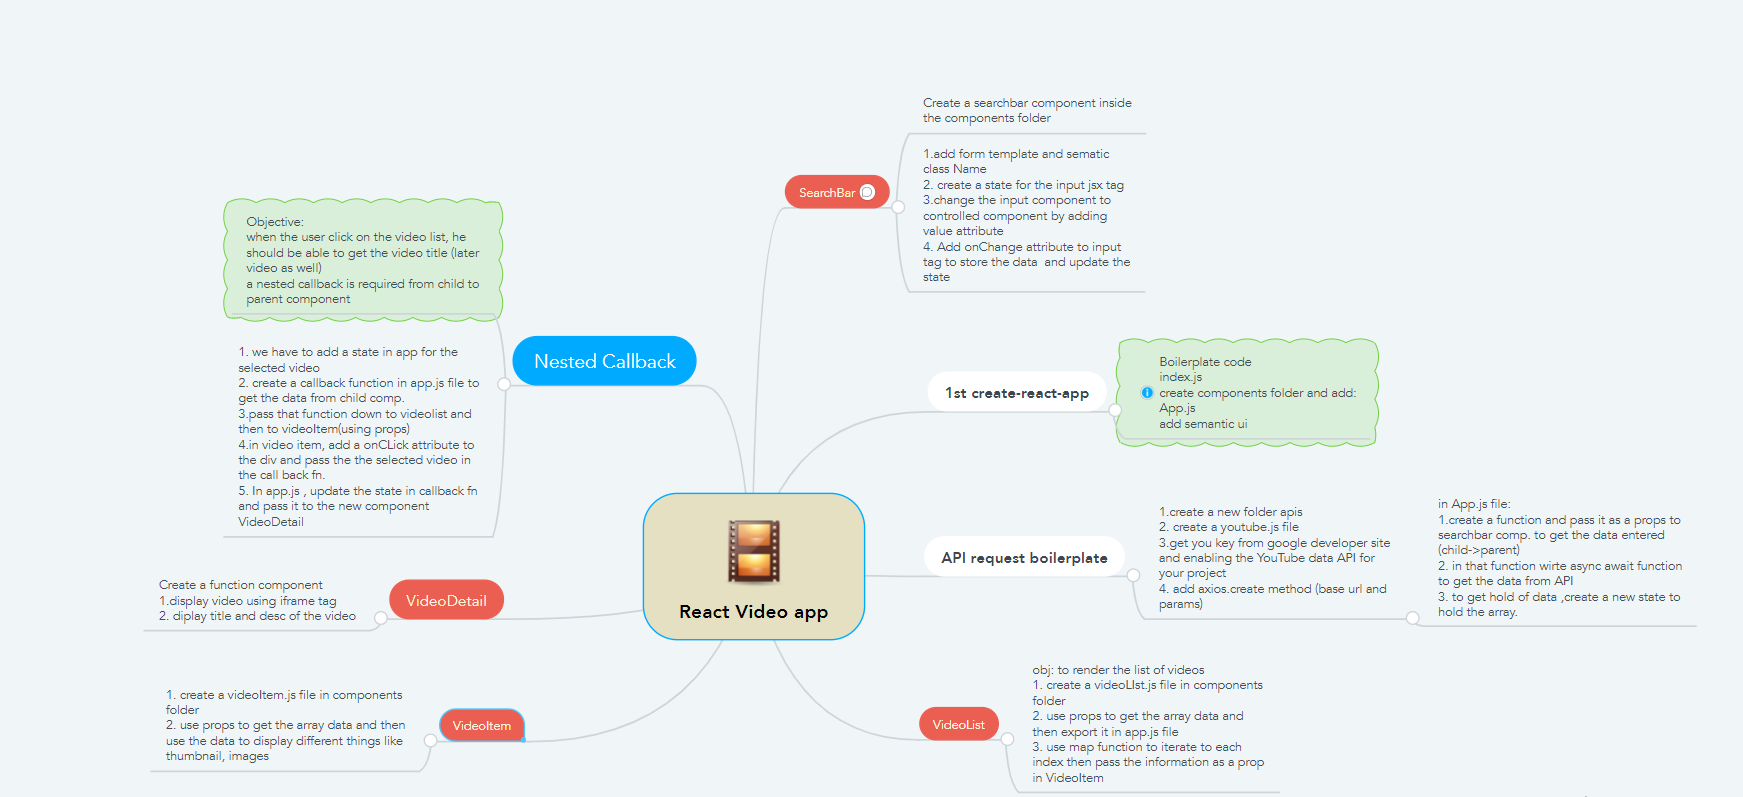 Create a searchbar component inside
the components folder
1.add form template and sematic
class Name
2. create a state for the input jsx tag
3.change the input component to
controlled component by adding
value attribute
4. Add onChange attribute to input
tag to store the data  and update the
state
SearchBar
Objective:
when the user click on the video list, he
should be able to get the video title (later
video as well)
a nested callback is required from child to
parent component
1. we have to add a state in app for the
selected video
2. create a callback function in app.js file to
get the data from child comp.
3.pass that function down to videolist and
then to videoItem(using props)
4.in video item, add a onCLick attribute to
the div and pass the the selected video in
the call back fn.
5. In app.js , update the state in callback fn
and pass it to the new component
VideoDetail
Nested Callback
1st create-react-app
Boilerplate code
index.js
create components folder and add:
App.js
add semantic ui
API request boilerplate
1.create a new folder apis
2. create a youtube.js file
3.get you key from google developer site
and enabling the YouTube data API for
your project
4. add axios.create method (base url and
params)
in App.js file:
1.create a function and pass it as a props to
searchbar comp. to get the data entered
(child->parent)
2. in that function wirte async await function
to get the data from API
3. to get hold of data ,create a new state to
hold the array.
React Video app
Create a function component
1.display video using iframe tag
2. diplay title and desc of the video
VideoDetail
1. create a videoItem.js file in components
folder
2. use props to get the array data and then
use the data to display different things like
thumbnail, images
VideoItem
VideoList
obj: to render the list of videos
1. create a videoLIst.js file in components
folder
2. use props to get the array data and
then export it in app.js file
3. use map function to iterate to each
index then pass the information as a prop
in VideoItem